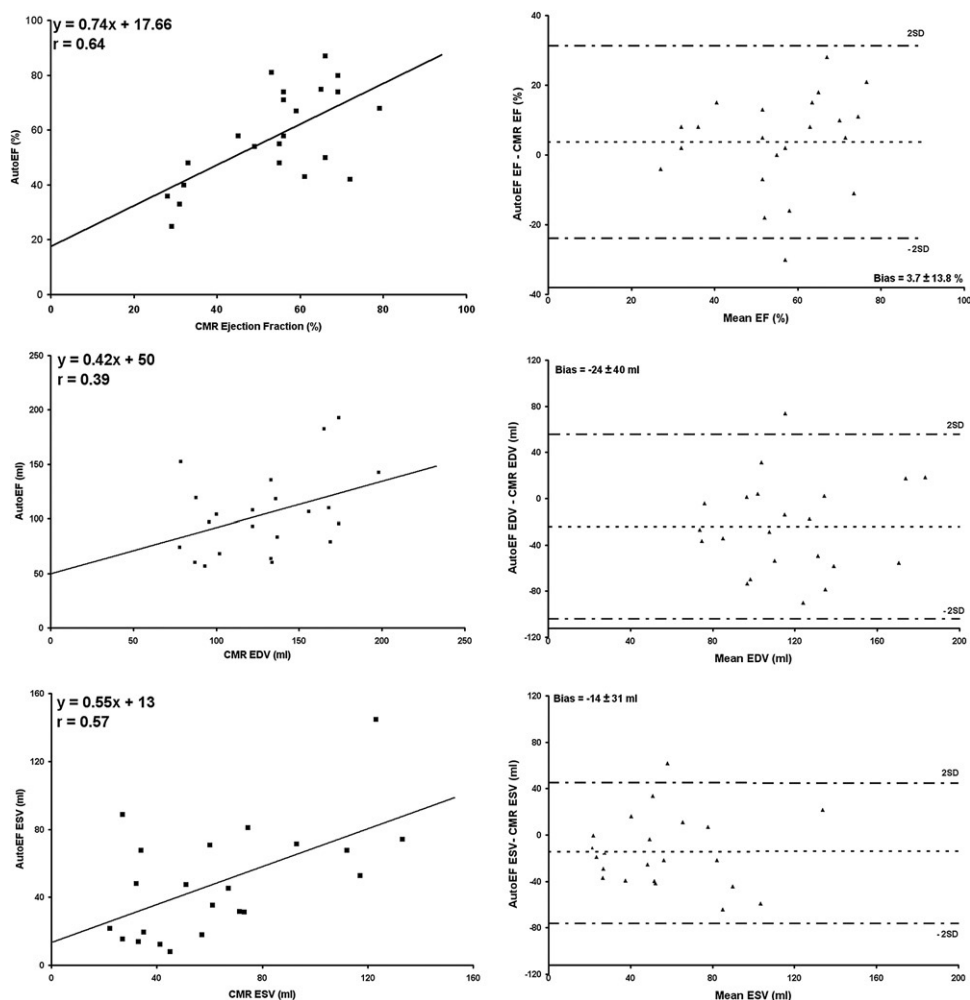 y = 0.74x + 17.66
r = 0.64
100
80
60
40
20
0
AutoEF (%)
0 20 40 60 80 100
CMR Ejection Fraction (%)
40
20
0
-20
-40
AutoEF EF - CMR EF (%)
2SD
-2SD
Bias = 3.7 ± 13.8 %
0 20 40 60 80 100
Mean EF (%)
y = 0.42x + 50
r = 0.39
250
200
150
100
50
0
AutoEF (ml)
0 50 100 150 200 250
CMR EDV (ml)
Bias = -24 ± 40 ml
120
80
40
0
-40
-80
-120
AutoEF EDV - CMR EDV (ml)
2SD
-2SD
0 40 80 120 160 200
Mean EDV (ml)
y = 0.55x + 13
r = 0.57
160
120
80
40
0
AutoEF ESV (ml)
0 40 80 120 160
CMR ESV (ml)
Bias = -14 ± 31 ml
120
80
40
0
-40
-80
-120
AutoEF ESV- CMR ESV (ml)
2SD
-2SD
0 40 80 120 160 200
Mean ESV (ml)